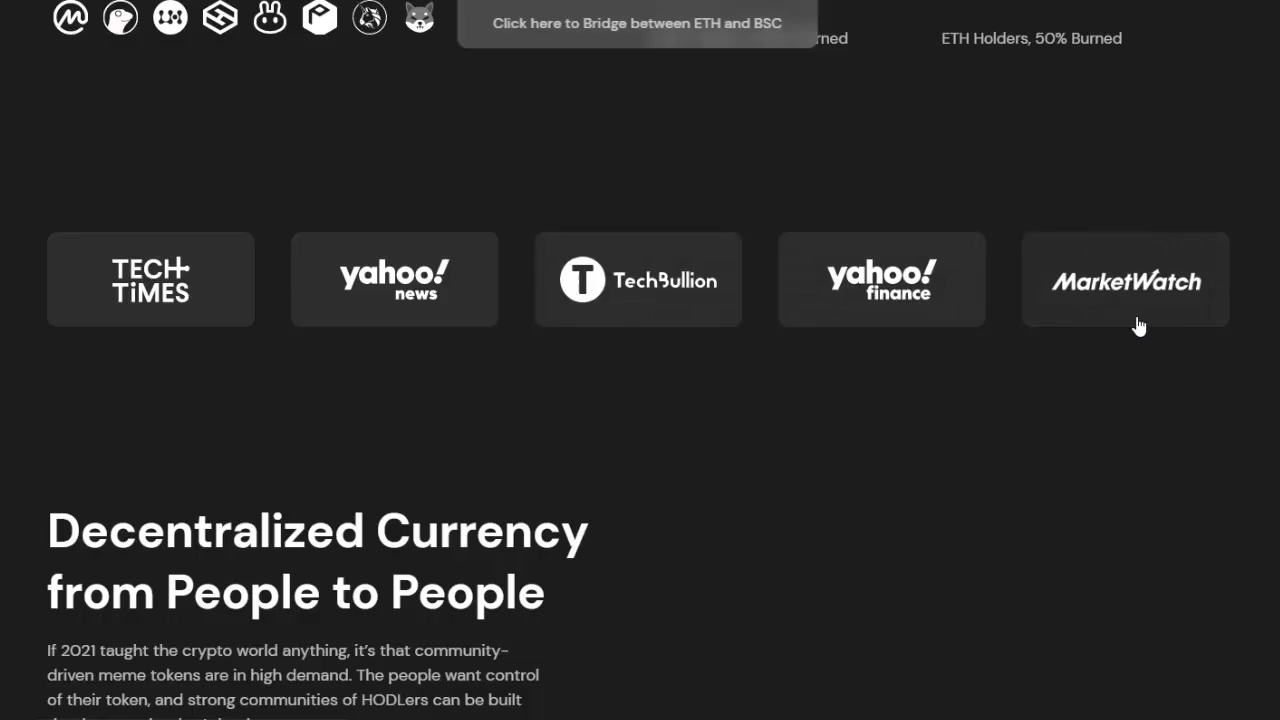 Click here to Bridge between ETH and BSC
ETH Holders, 50% Burned
TECH
TiMES
yahoo!
news
T TechBullion
yahoo!
finance
MarketWatch
Decentralized Currency
from People to People
If 2021 taught the crypto world anything, it's that community-
driven meme tokens are in high demand. The people want control
of their token, and strong communities of HODLers can be built